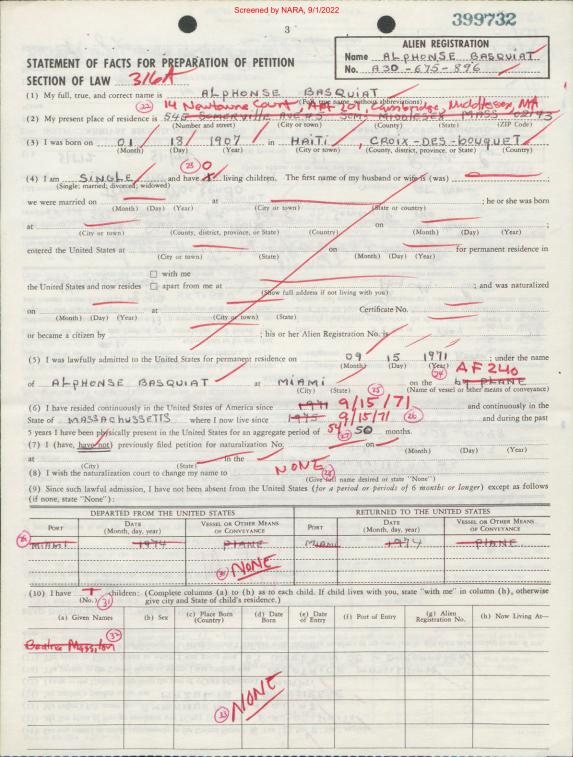 Screened by NARA, 9/1/2022
3
399732
ALIEN REGISTRATION
Name ALPHONSE BASQUIAT
No. A30-675-896
STATEMENT OF FACTS FOR PREPARATION OF PETITION
SECTION OF LAW 316A
(1) My full, true, and correct name is ALPHONSE BASQUIAT
(Full, true name, without abbreviations)
22 14 Newtowne Court, APT 201, Cambridge, Middlesex, MA
(2) My present place of residence is 545 SOMERVILLE AVE #5 SOM. MIDDLESEX MASS 02143
(Number and street) (City or town) (County) (State) (ZIP Code)
(3) I was born on 01 18 1907 in HAITI, CROIX-DES-BOUQUET
(Month) (Day) (Year) (City or town) (County, district, province, or State) (Country)
23 0
(4) I am SINGLE and have living children. The first name of my husband or wife is (was) ;
(Single; married; divorced; widowed)
we were married on at ; he or she was born
(Month) (Day) (Year) (City or town) (State or country)
at on ;
(City or town) (County, district, province, or State) (Country) (Month) (Day) (Year)
entered the United States at on for permanent residence in
(City or town) (State) (Month) (Day) (Year)
☐ with me
the United States and now resides ☐ apart from me at ; and was naturalized
(Show full address if not living with you)
on at Certificate No.
(Month) (Day) (Year) (City or town) (State)
or became a citizen by ; his or her Alien Registration No. is
(5) I was lawfully admitted to the United States for permanent residence on 09 15 1971 ; under the name
(Month) (Day) (Year)
24 AF 240
of ALPHONSE BASQUIAT at MIAMI on the by PLANE
(City) (State) (Name of vessel or other means of conveyance)
25
(6) I have resided continuously in the United States of America since 1971 9/15/71 and continuously in the
State of MASSACHUSSETTS where I now live since 1975 9/15/71 26 and during the past
5 years I have been physically present in the United States for an aggregate period of 54 50 months.
27
(7) I (have, have not) previously filed petition for naturalization No. on
(Month) (Day) (Year)
at in the
(City) (State)
(8) I wish the naturalization court to change my name to NONE
28
(Give full name desired or state "None")
(9) Since such lawful admission, I have not been absent from the United States (for a period or periods of 6 months or longer) except as follows
(if none, state "None"):
DEPARTED FROM THE UNITED STATES RETURNED TO THE UNITED STATES
PORT DATE (Month, day, year) VESSEL OR OTHER MEANS OF CONVEYANCE PORT DATE (Month, day, year) VESSEL OR OTHER MEANS OF CONVEYANCE
MIAMI 1974 PLANE MIAMI 1974 PLANE
NONE
(10) I have children: (Complete columns (a) to (h) as to each child. If child lives with you, state "with me" in column (h), otherwise
(No.) 31 give city and State of child's residence.)
(a) Given Names (b) Sex (c) Place Born (Country) (d) Date Born (e) Date of Entry (f) Port of Entry (g) Alien Registration No. (h) Now Living At—
32
33 NONE